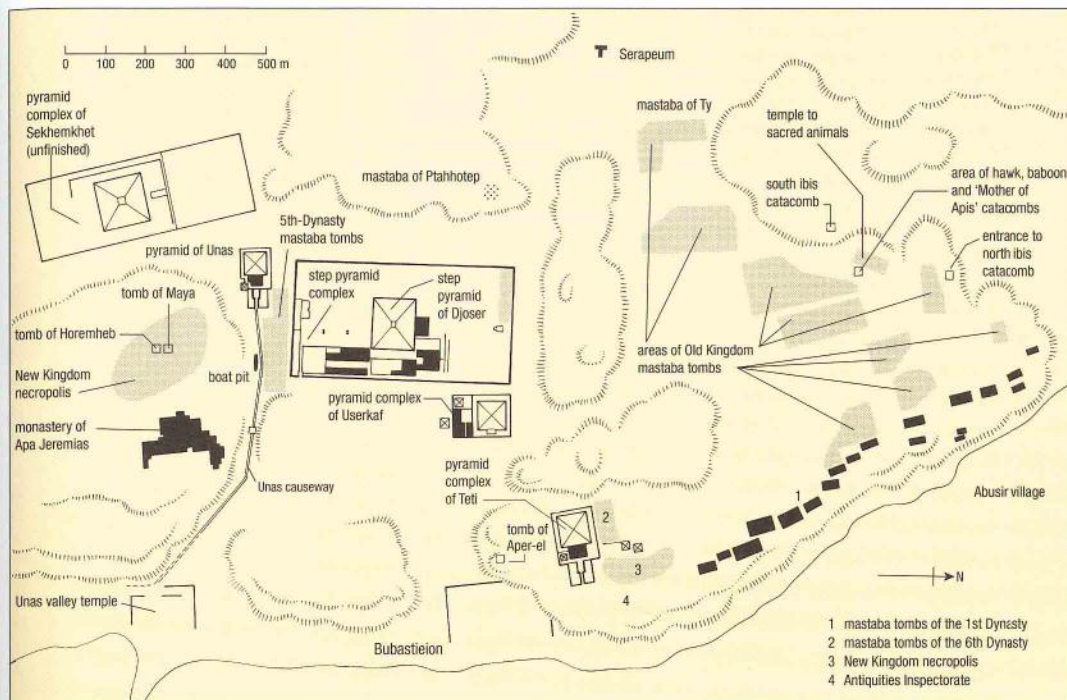 0 100 200 300 400 500 m
Serapeum
pyramid
complex of
Sekhemkhet
(unfinished)
mastaba of Ty
temple to
sacred animals
mastaba of Ptahhotep
south ibis
catacomb
area of hawk, baboon
and 'Mother of
Apis' catacombs
5th-Dynasty
mastaba tombs
pyramid of Unas
entrance to
north ibis
catacomb
step pyramid
complex
step
pyramid
of Djoser
tomb of Maya
tomb of Horemheb
areas of Old Kingdom
mastaba tombs
New Kingdom
necropolis
boat pit
pyramid complex
of Userkaf
monastery of
Apa Jeremias
Unas causeway
pyramid
complex
of Teti
1
Abusir village
tomb of
Aper-el
2
3
N
4
Unas valley temple
Bubastieion
1 mastaba tombs of the 1st Dynasty
2 mastaba tombs of the 6th Dynasty
3 New Kingdom necropolis
4 Antiquities Inspectorate